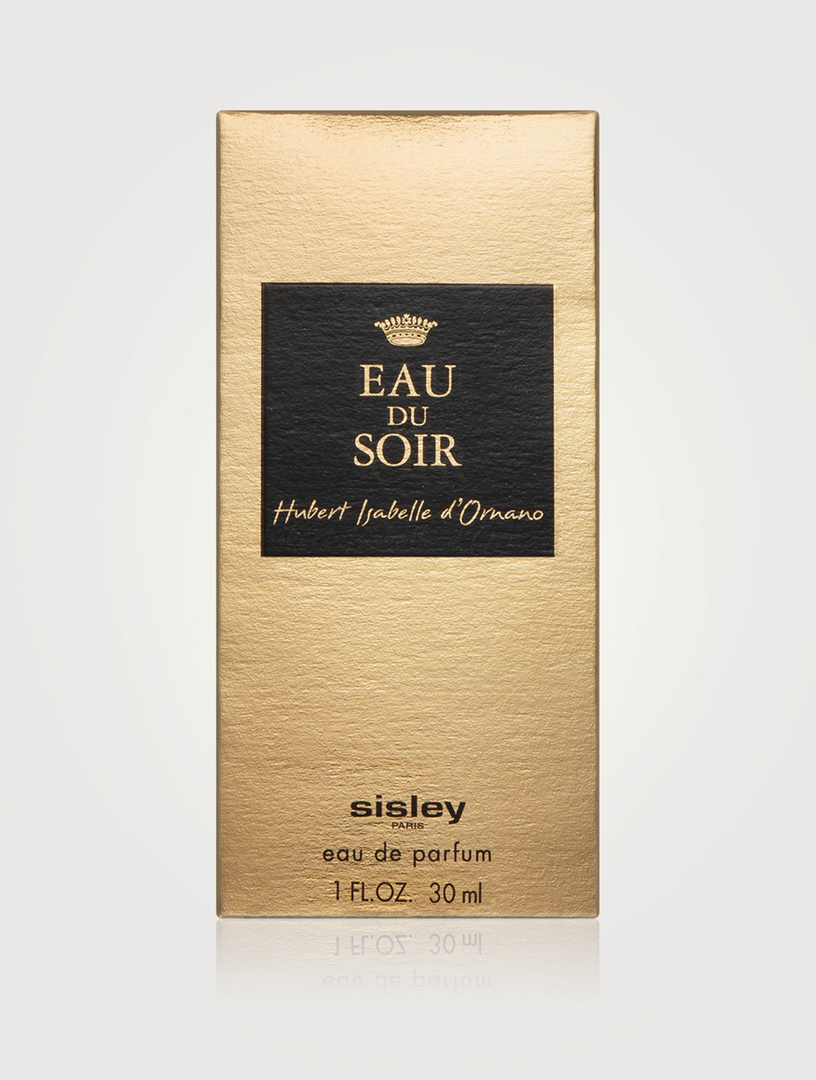 EAU
DU
SOIR
Hubert Isabelle d'Ornano
sisley
PARIS
eau de parfum
1 FL.OZ. 30 ml